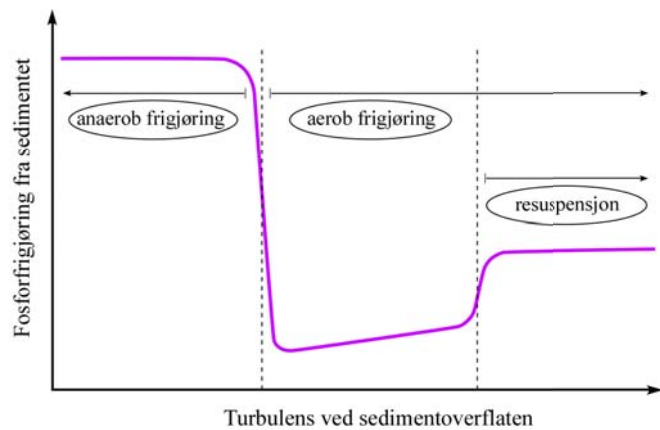 anaerob frigjøring
aerob frigjøring
resuspensjon
Fosforfrigjøring fra sedimentet
Turbulens ved sedimentoverflaten